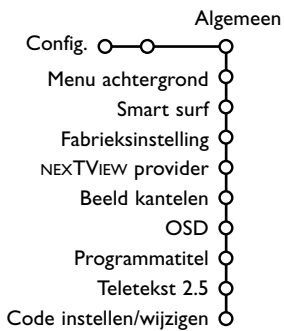 Algemeen
Config.
Menu achtergrond
Smart surf
Fabrieksinstelling
NEXTVIEW provider
Beeld kantelen
OSD
Programmatitel
Teletekst 2.5
Code instellen/wijzigen